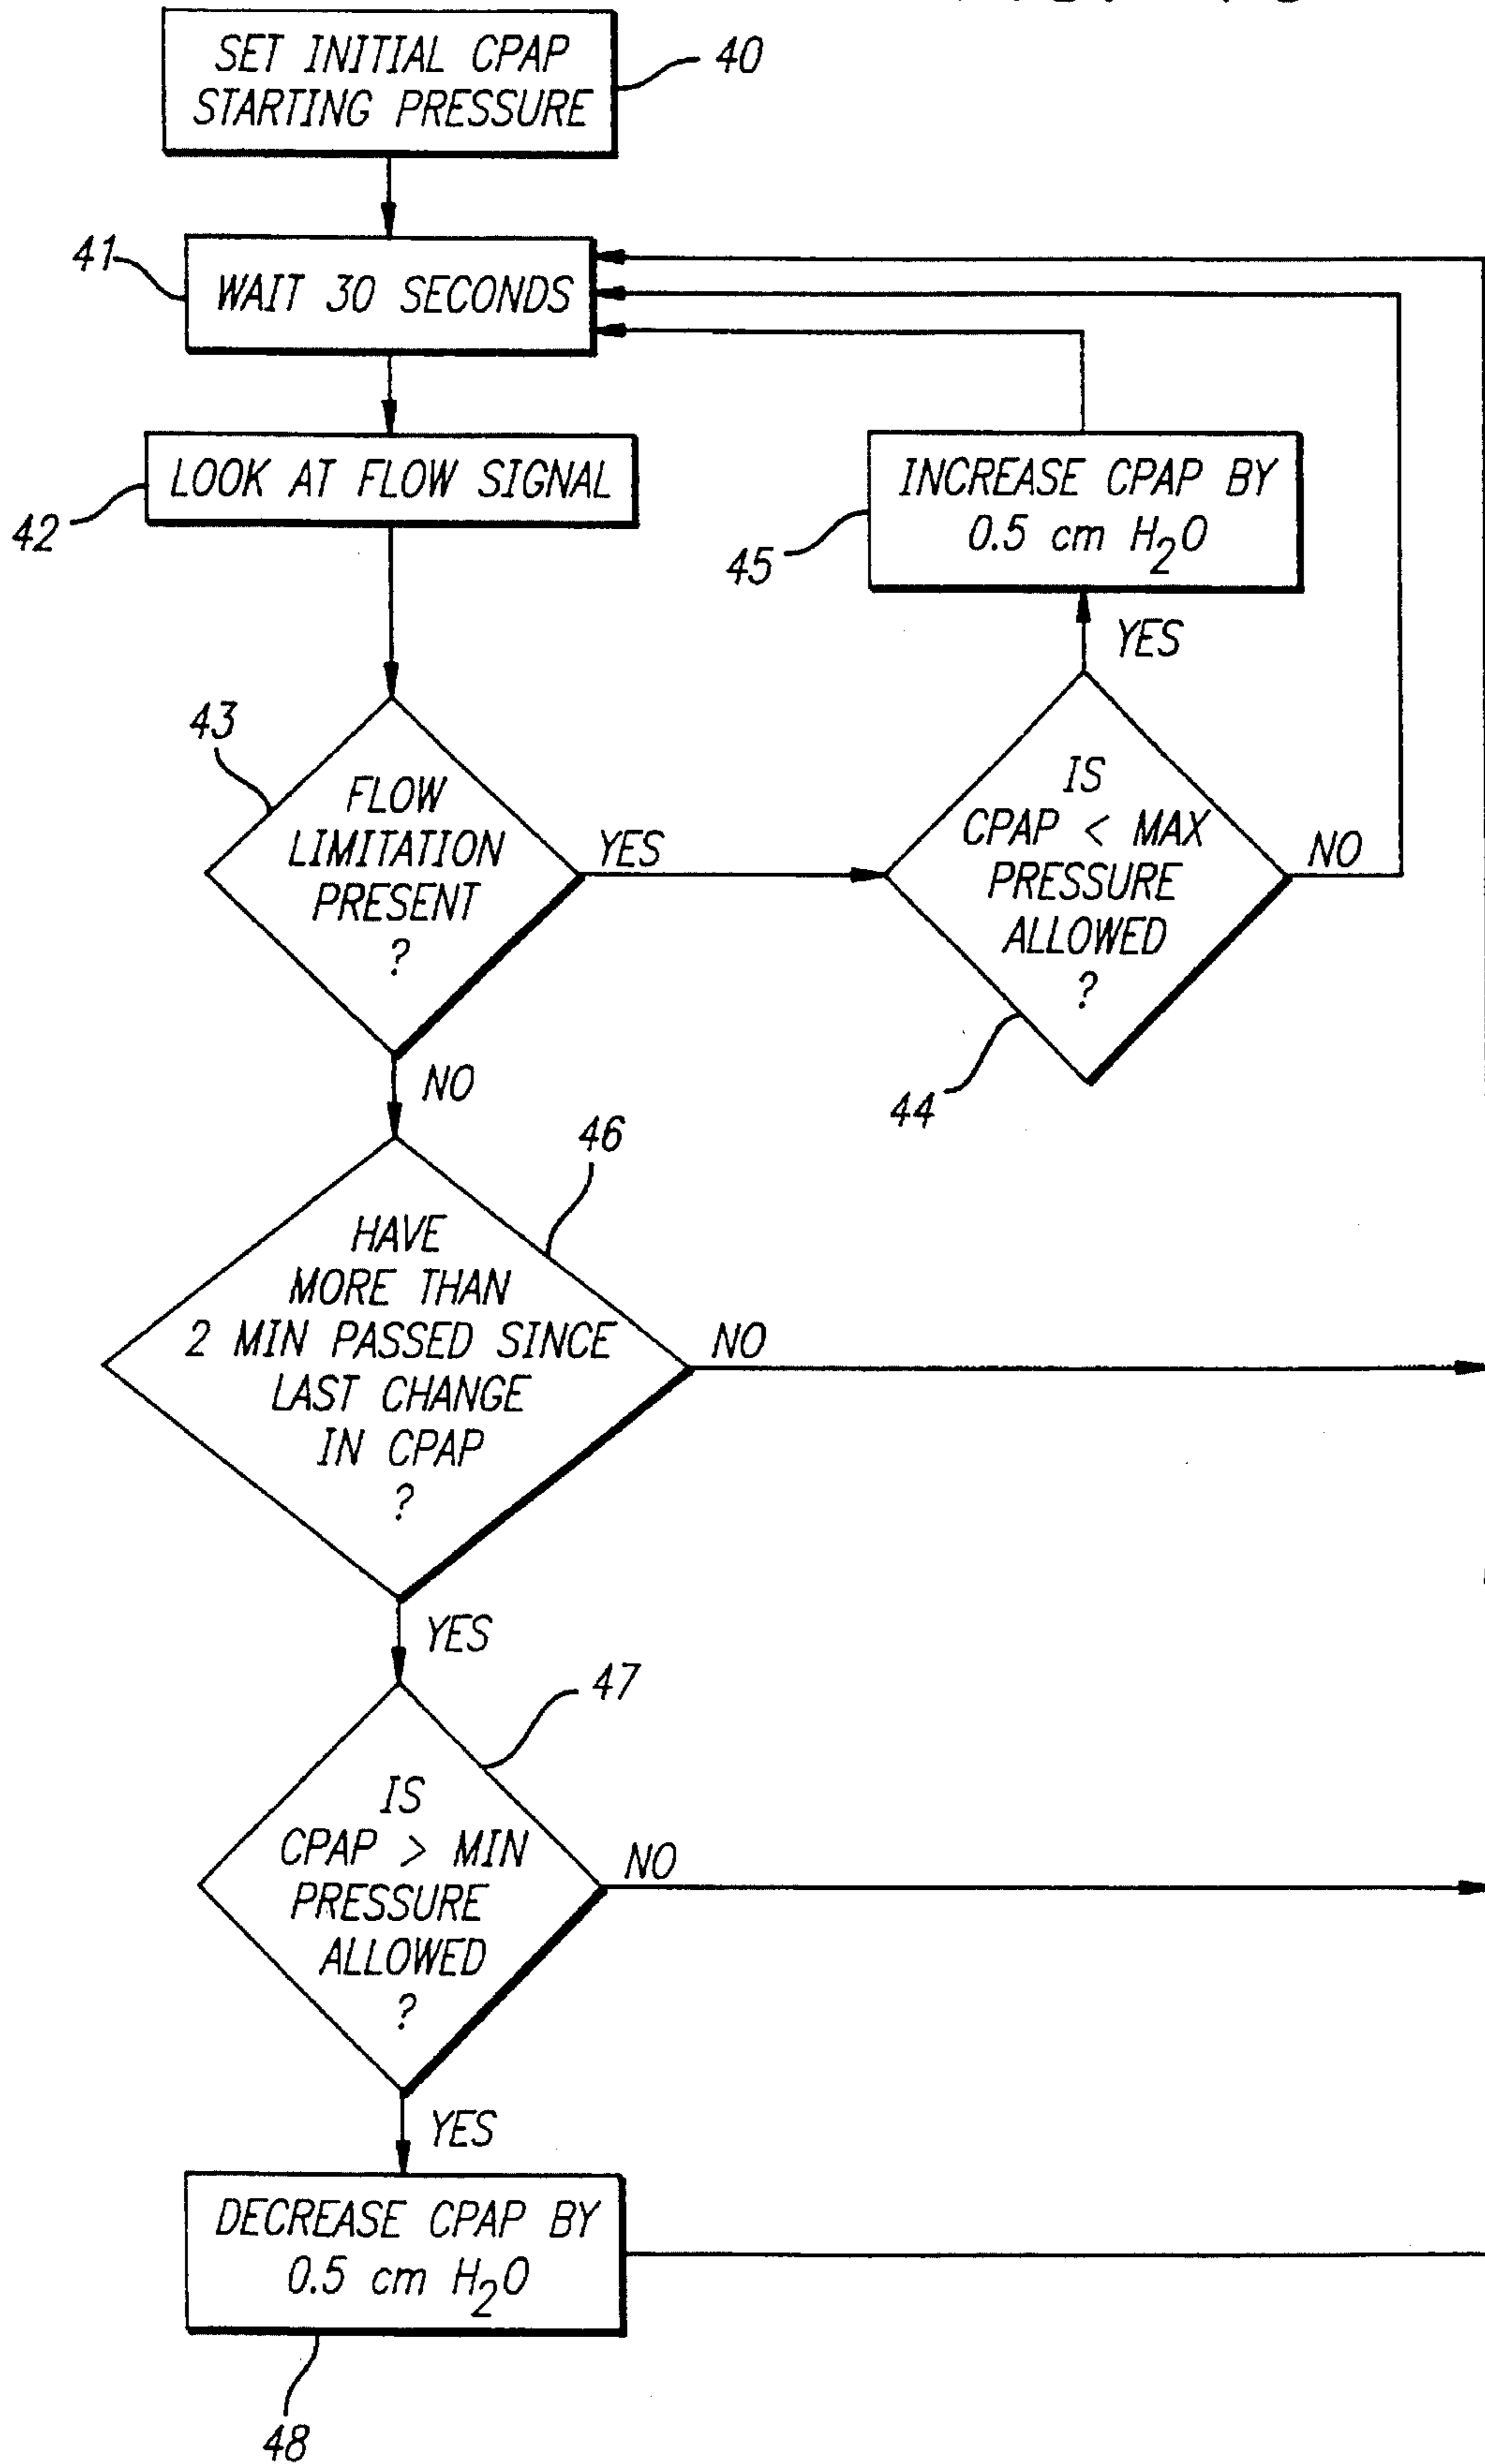 SET INITIAL CPAP
STARTING PRESSURE
40
41
WAIT 30 SECONDS
LOOK AT FLOW SIGNAL
42
INCREASE CPAP BY
0.5 cm H₂O
45
YES
43
FLOW
LIMITATION
PRESENT
?
YES
IS
CPAP < MAX
PRESSURE
ALLOWED
?
NO
44
NO
46
HAVE
MORE THAN
2 MIN PASSED SINCE
LAST CHANGE
IN CPAP
?
NO
YES
47
IS
CPAP > MIN
PRESSURE
ALLOWED
?
NO
YES
DECREASE CPAP BY
0.5 cm H₂O
48